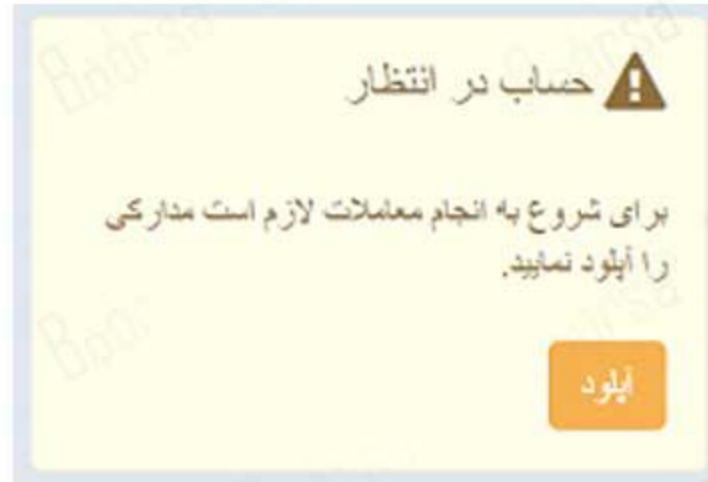 حساب در انتظار
برای شروع به انجام معاملات لازم است مدارکی
را آپلود نمایید.
آپلود